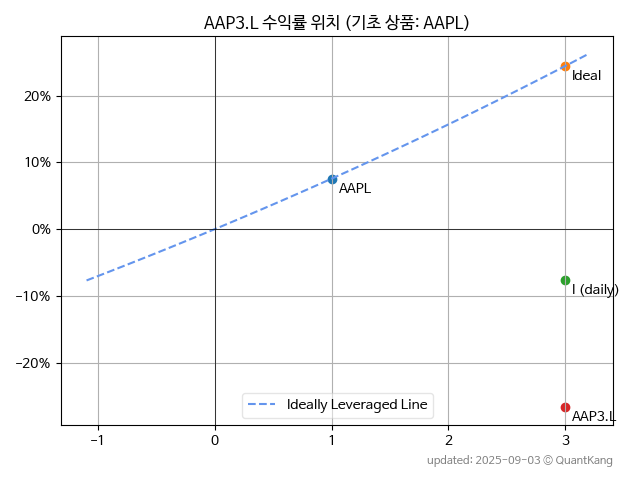 AAP3.L 수익률 위치 (기초 상품: AAPL)
20%
10%
0%
−10%
−20%
Ideal
AAPL
I (daily)
AAP3.L
Ideally Leveraged Line
−1
0
1
2
3
updated: 2025-09-03 © QuantKang